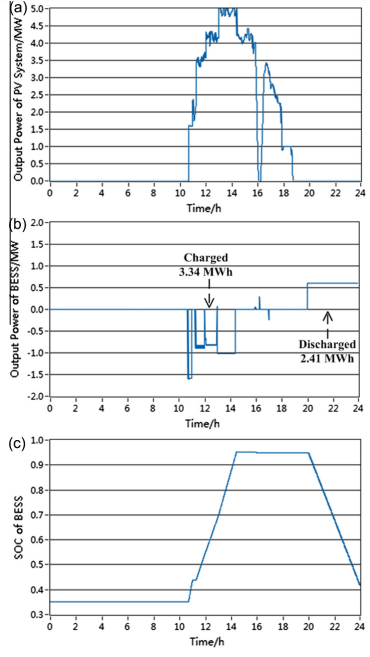 (a)
Output Power of PV System/MW
5.0
4.5
4.0
3.5
3.0
2.5
2.0
1.5
1.0
0.5
0.0
0 2 4 6 8 10 12 14 16 18 20 22 24
Time/h
(b)
Output Power of BESS/MW
2.0
1.5
1.0
0.5
0.0
-0.5
-1.0
-1.5
-2.0
Charged
3.34 MWh
Discharged
2.41 MWh
0 2 4 6 8 10 12 14 16 18 20 22 24
Time/h
(c)
SOC of BESS
1.0
0.9
0.8
0.7
0.6
0.5
0.4
0.3
0 2 4 6 8 10 12 14 16 18 20 22 24
Time/h